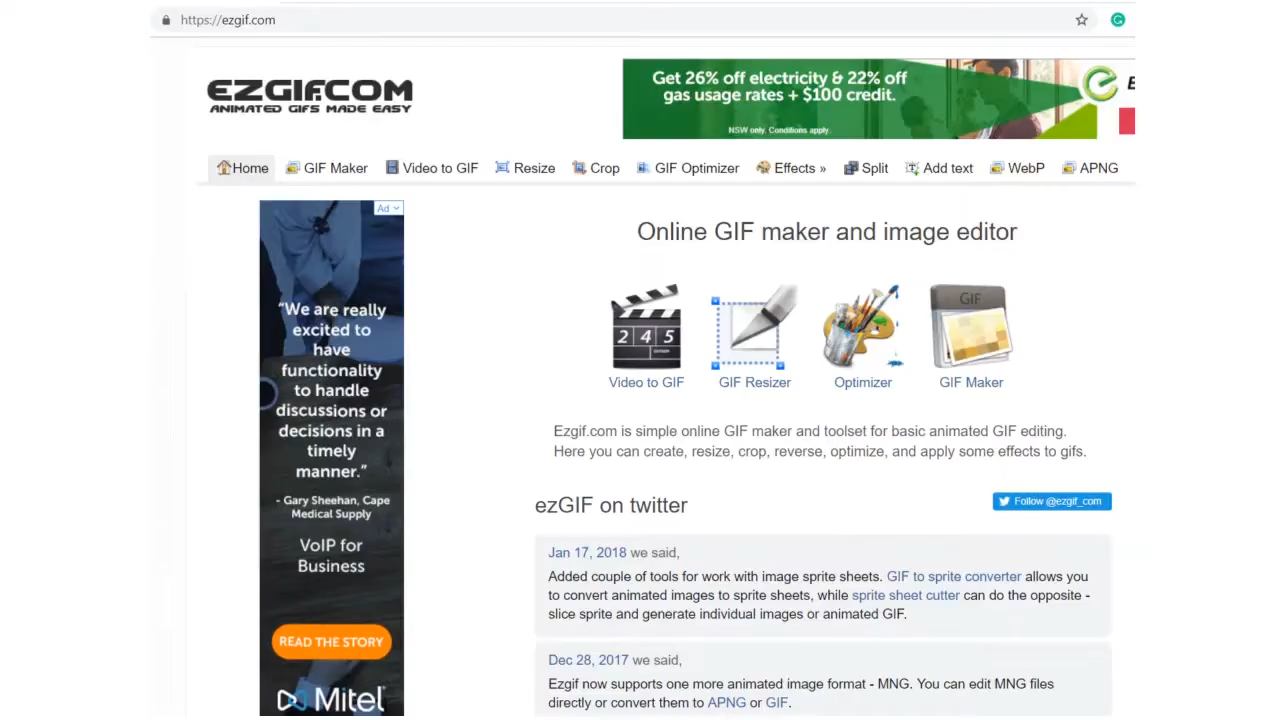 https://ezgif.com
EZGIF.COM
ANIMATED GIFS MADE EASY
Get 26% off electricity & 22% off
gas usage rates + $100 credit.
NSW only. Conditions apply.
Home GIF Maker Video to GIF Resize Crop GIF Optimizer Effects » Split Add text WebP APNG
Ad
"We are really
excited to
have
functionality
to handle
discussions or
decisions in a
timely
manner."
- Gary Sheehan, Cape
Medical Supply
VoIP for
Business
READ THE STORY
Mitel
Online GIF maker and image editor
2 4 5
GIF
Video to GIF GIF Resizer Optimizer GIF Maker
Ezgif.com is simple online GIF maker and toolset for basic animated GIF editing.
Here you can create, resize, crop, reverse, optimize, and apply some effects to gifs.
ezGIF on twitter
Follow @ezgif_com
Jan 17, 2018 we said,
Added couple of tools for work with image sprite sheets. GIF to sprite converter allows you
to convert animated images to sprite sheets, while sprite sheet cutter can do the opposite -
slice sprite and generate individual images or animated GIF.
Dec 28, 2017 we said,
Ezgif now supports one more animated image format - MNG. You can edit MNG files
directly or convert them to APNG or GIF.